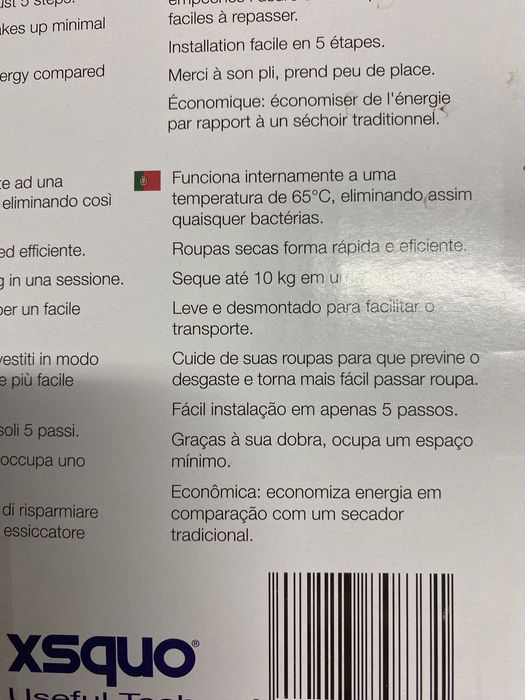 kes up minimal
ergy compared
faciles à repasser.
Installation facile en 5 étapes.
Merci à son pli, prend peu de place.
Économique: économiser de l'énergie
par rapport à un séchoir traditionnel.
te ad una
eliminando così
ed efficiente.
g in una sessione.
per un facile
vestiti in modo
e più facile
soli 5 passi.
occupa uno
di risparmiare
essiccatore
Funciona internamente a uma
temperatura de 65°C, eliminando assim
quaisquer bactérias.
Roupas secas forma rápida e eficiente.
Seque até 10 kg em
Leve e desmontado para facilitar o
transporte.
Cuide de suas roupas para que previne o
desgaste e torna mais fácil passar roupa.
Fácil instalação em apenas 5 passos.
Graças à sua dobra, ocupa um espaço
mínimo.
Econômica: economiza energia em
comparação com um secador
tradicional.
xsquo®
Useful